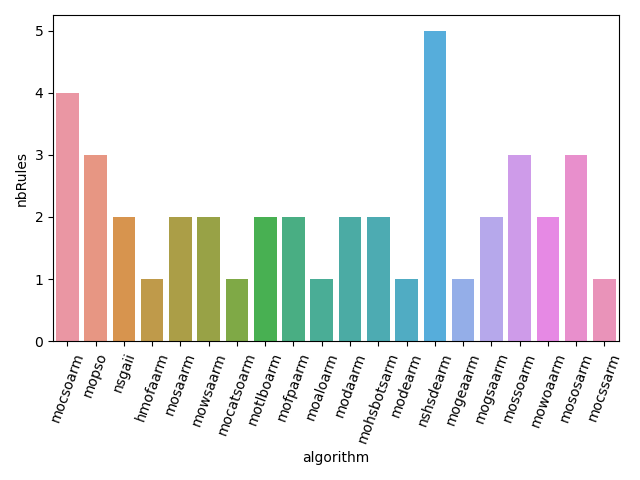 nbRules
5
4
3
2
1
0
mocsoarm
mopso
nsgaii
hmofaarm
mosaarm
mowsaarm
mocatsoarm
motlboarm
mofpaarm
moaloarm
modaarm
mohsbotsarm
modearm
nshsdearm
mogeaarm
mogsaarm
mossoarm
mowoaarm
mososarm
mocssarm
algorithm